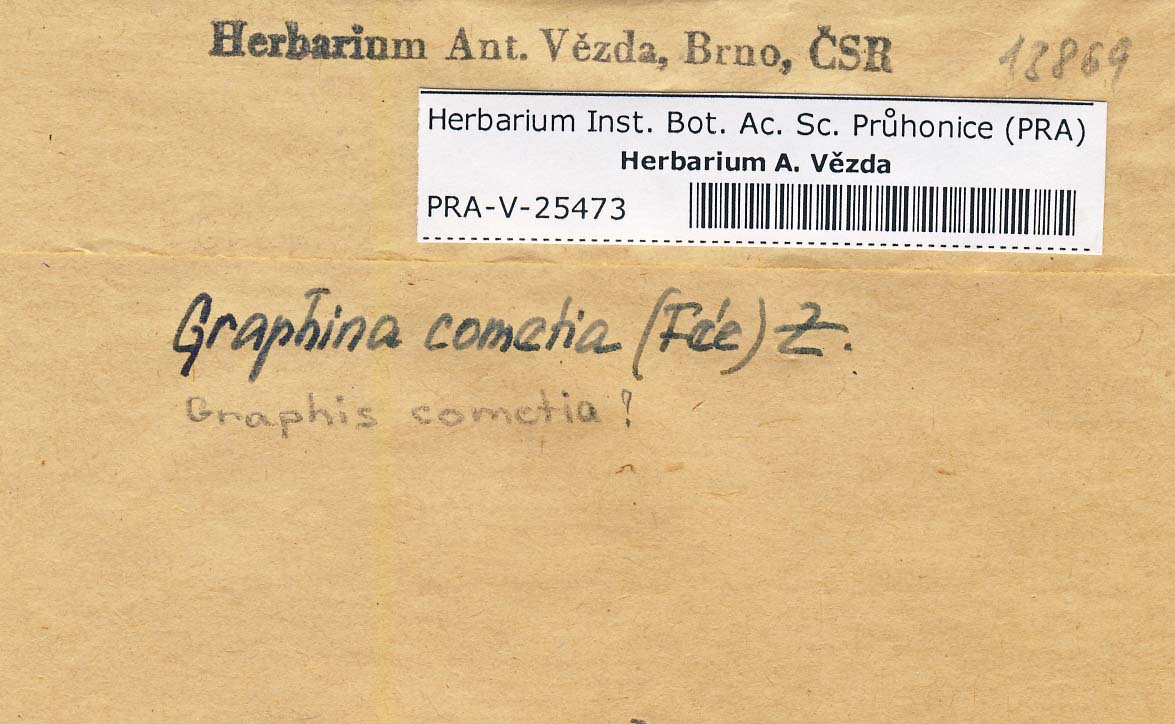 Herbarium Ant. Vězda, Brno, ČSR
13869
Herbarium Inst. Bot. Ac. Sc. Průhonice (PRA)
Herbarium A. Vězda
PRA-V-25473
Graphina cometia (Fée) Z.
Graphis cometia?